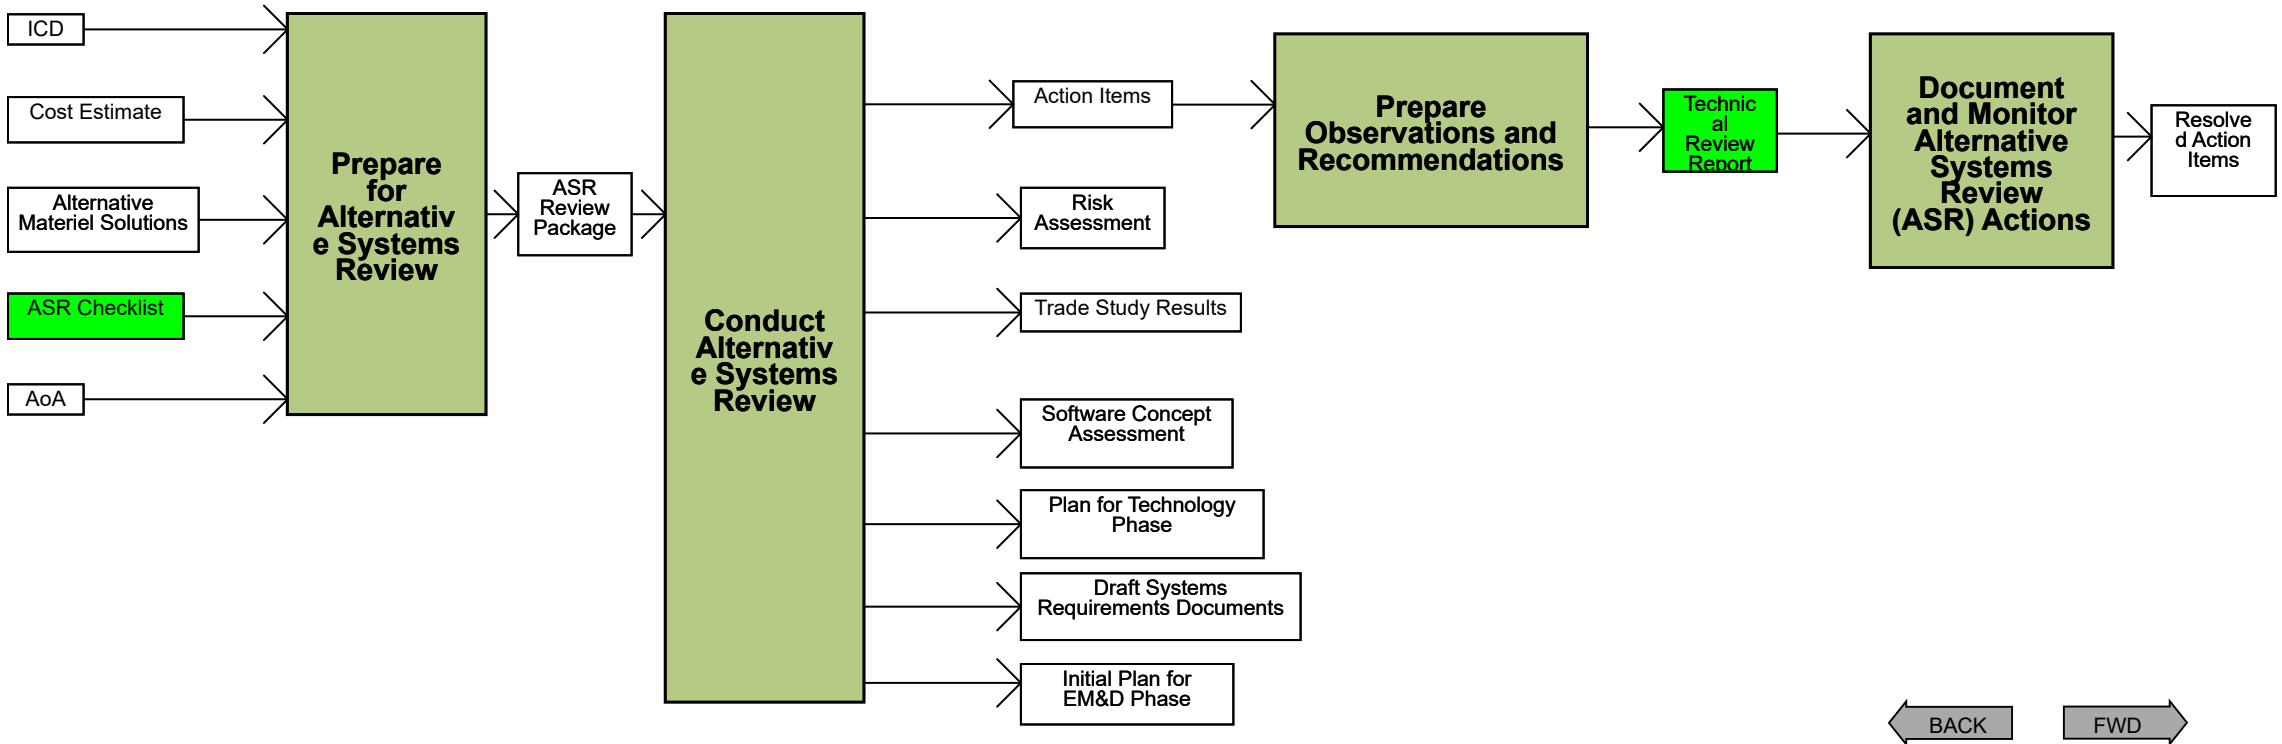 ICD
Cost Estimate
Alternative
Materiel Solutions
ASR Checklist
AoA
Prepare
for
Alternativ
e Systems
Review
ASR
Review
Package
Conduct
Alternativ
e Systems
Review
Action Items
Risk
Assessment
Trade Study Results
Software Concept
Assessment
Plan for Technology
Phase
Draft Systems
Requirements Documents
Initial Plan for
EM&D Phase
Prepare
Observations and
Recommendations
Technic
al
Review
Report
Document
and Monitor
Alternative
Systems
Review
(ASR) Actions
Resolve
d Action
Items
BACK
FWD